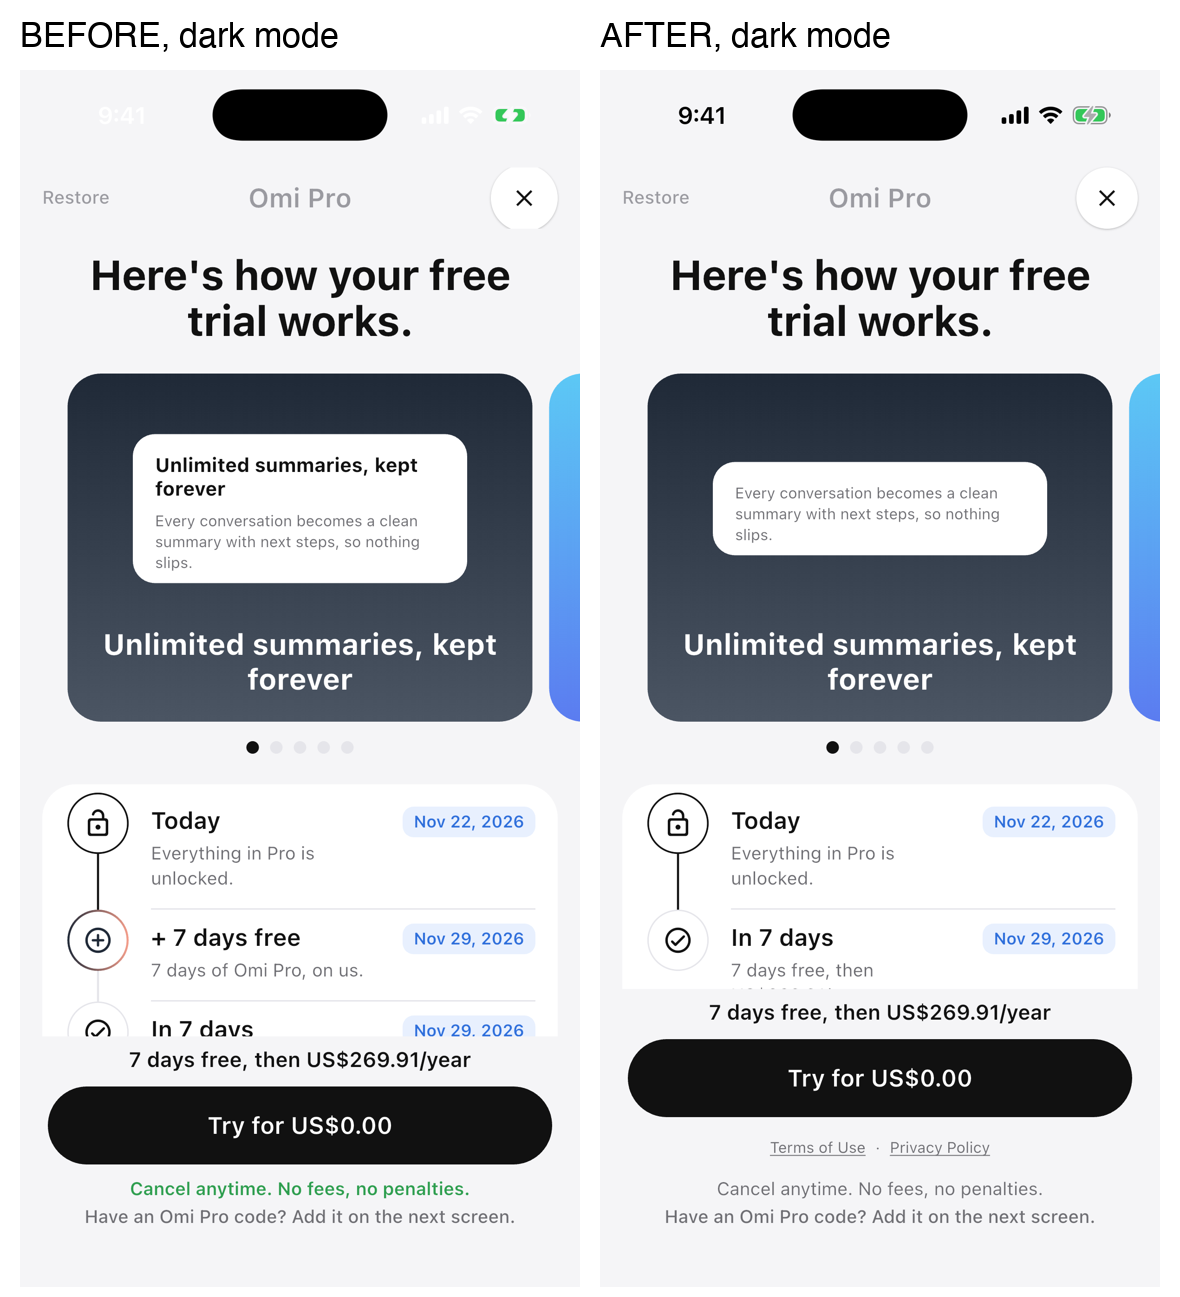 BEFORE, dark mode
9:41
Restore
Omi Pro
Here's how your free
trial works.
Unlimited summaries, kept
forever
Every conversation becomes a clean
summary with next steps, so nothing
slips.
Unlimited summaries, kept
forever
Today
Nov 22, 2026
Everything in Pro is
unlocked.
+ 7 days free
Nov 29, 2026
7 days of Omi Pro, on us.
In 7 days
Nov 29, 2026
7 days free, then US$269.91/year
Try for US$0.00
Cancel anytime. No fees, no penalties.
Have an Omi Pro code? Add it on the next screen.
AFTER, dark mode
9:41
Restore
Omi Pro
Here's how your free
trial works.
Every conversation becomes a clean
summary with next steps, so nothing
slips.
Unlimited summaries, kept
forever
Today
Nov 22, 2026
Everything in Pro is
unlocked.
In 7 days
Nov 29, 2026
7 days free, then
7 days free, then US$269.91/year
Try for US$0.00
Terms of Use · Privacy Policy
Cancel anytime. No fees, no penalties.
Have an Omi Pro code? Add it on the next screen.